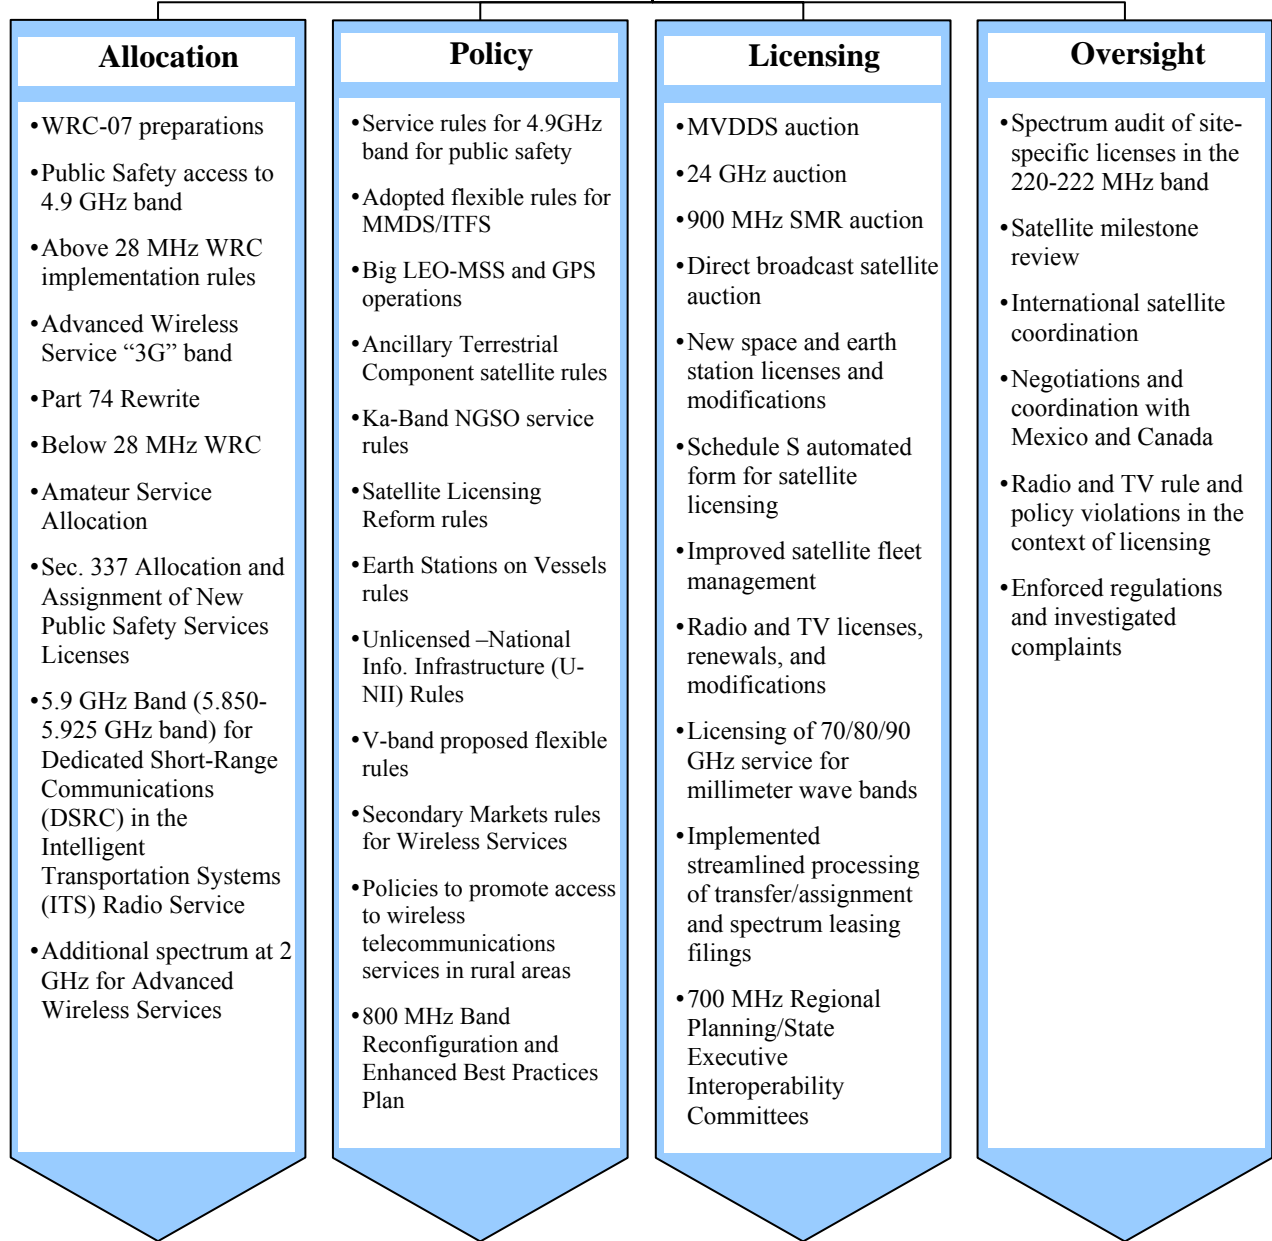 Allocation
•WRC-07 preparations
•Public Safety access to
4.9 GHz band
•Above 28 MHz WRC
implementation rules
•Advanced Wireless
Service “3G” band
•Part 74 Rewrite
•Below 28 MHz WRC
•Amateur Service
Allocation
•Sec. 337 Allocation and
Assignment of New
Public Safety Services
Licenses
•5.9 GHz Band (5.850-
5.925 GHz band) for
Dedicated Short-Range
Communications
(DSRC) in the
Intelligent
Transportation Systems
(ITS) Radio Service
•Additional spectrum at 2
GHz for Advanced
Wireless Services
Policy
•Service rules for 4.9GHz
band for public safety
•Adopted flexible rules for
MMDS/ITFS
•Big LEO-MSS and GPS
operations
•Ancillary Terrestrial
Component satellite rules
•Ka-Band NGSO service
rules
•Satellite Licensing
Reform rules
•Earth Stations on Vessels
rules
•Unlicensed –National
Info. Infrastructure (U-
NII) Rules
•V-band proposed flexible
rules
•Secondary Markets rules
for Wireless Services
•Policies to promote access
to wireless
telecommunications
services in rural areas
•800 MHz Band
Reconfiguration and
Enhanced Best Practices
Plan
Licensing
•MVDDS auction
•24 GHz auction
•900 MHz SMR auction
•Direct broadcast satellite
auction
•New space and earth
station licenses and
modifications
•Schedule S automated
form for satellite
licensing
•Improved satellite fleet
management
•Radio and TV licenses,
renewals, and
modifications
•Licensing of 70/80/90
GHz service for
millimeter wave bands
•Implemented
streamlined processing
of transfer/assignment
and spectrum leasing
filings
•700 MHz Regional
Planning/State
Executive
Interoperability
Committees
Oversight
•Spectrum audit of site-
specific licenses in the
220-222 MHz band
•Satellite milestone
review
•International satellite
coordination
•Negotiations and
coordination with
Mexico and Canada
•Radio and TV rule and
policy violations in the
context of licensing
•Enforced regulations
and investigated
complaints